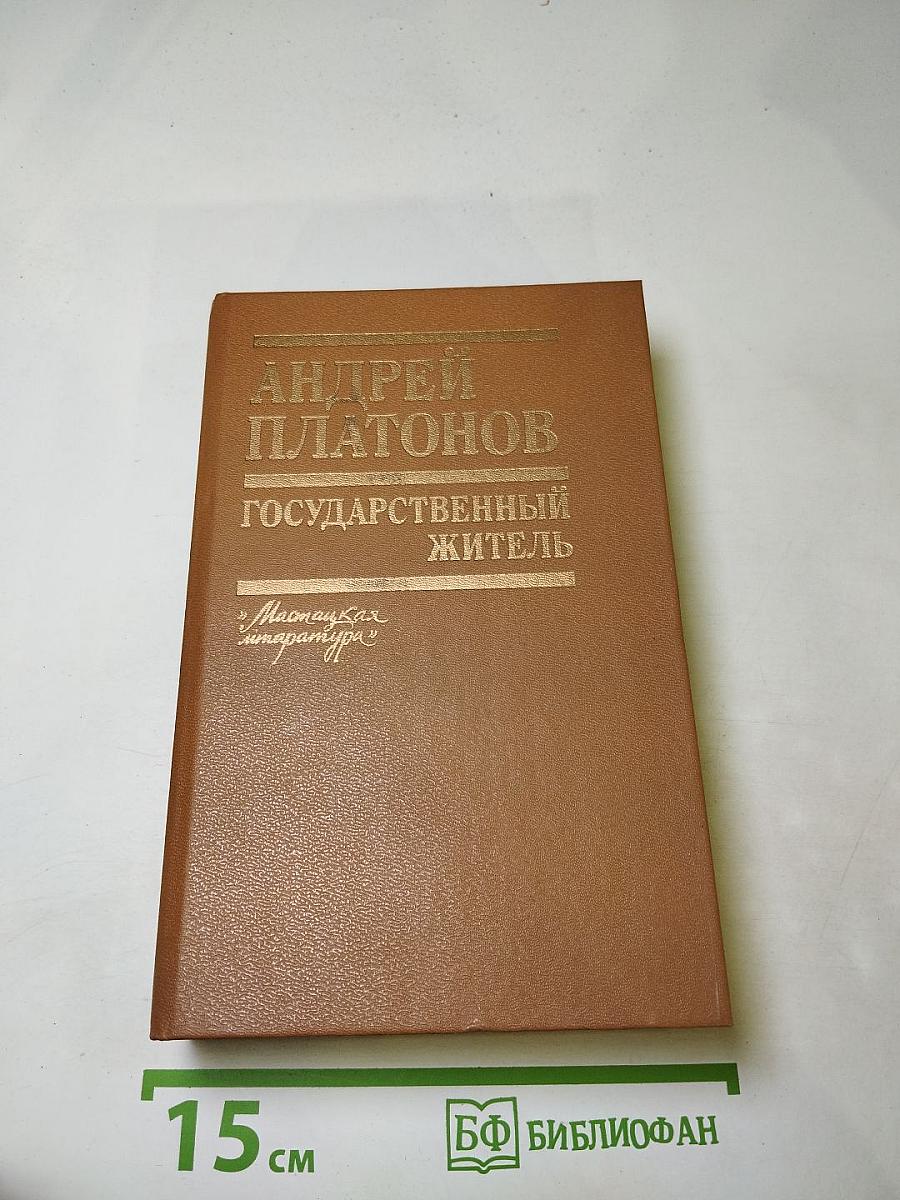 АНДРЕЙ
ПЛАТОНОВ
ГОСУДАРСТВЕННЫЙ
ЖИТЕЛЬ
„Мастацкая
літаратура"
15 см
БФ БИБЛИОФАН